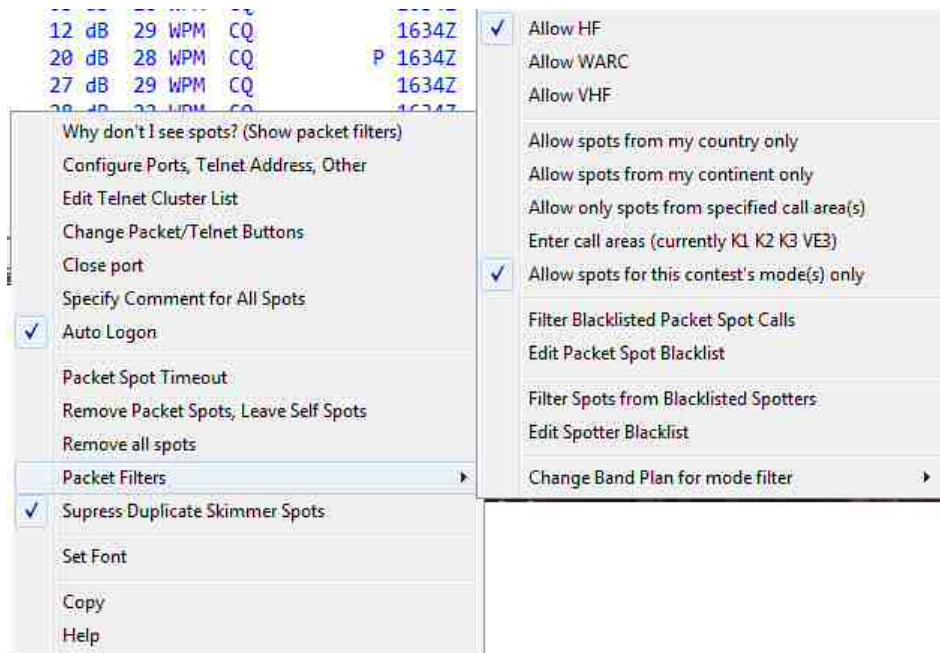 12 dB 29 WPM CQ 1634Z
20 dB 28 WPM CQ P 1634Z
27 dB 29 WPM CQ 1634Z
Why don't I see spots? (Show packet filters)
Configure Ports, Telnet Address, Other
Edit Telnet Cluster List
Change Packet/Telnet Buttons
Close port
Specify Comment for All Spots
Auto Logon
Packet Spot Timeout
Remove Packet Spots, Leave Self Spots
Remove all spots
Packet Filters
Supress Duplicate Skimmer Spots
Set Font
Copy
Help
Allow HF
Allow WARC
Allow VHF
Allow spots from my country only
Allow spots from my continent only
Allow only spots from specified call area(s)
Enter call areas (currently K1 K2 K3 VE3)
Allow spots for this contest's mode(s) only
Filter Blacklisted Packet Spot Calls
Edit Packet Spot Blacklist
Filter Spots from Blacklisted Spotters
Edit Spotter Blacklist
Change Band Plan for mode filter